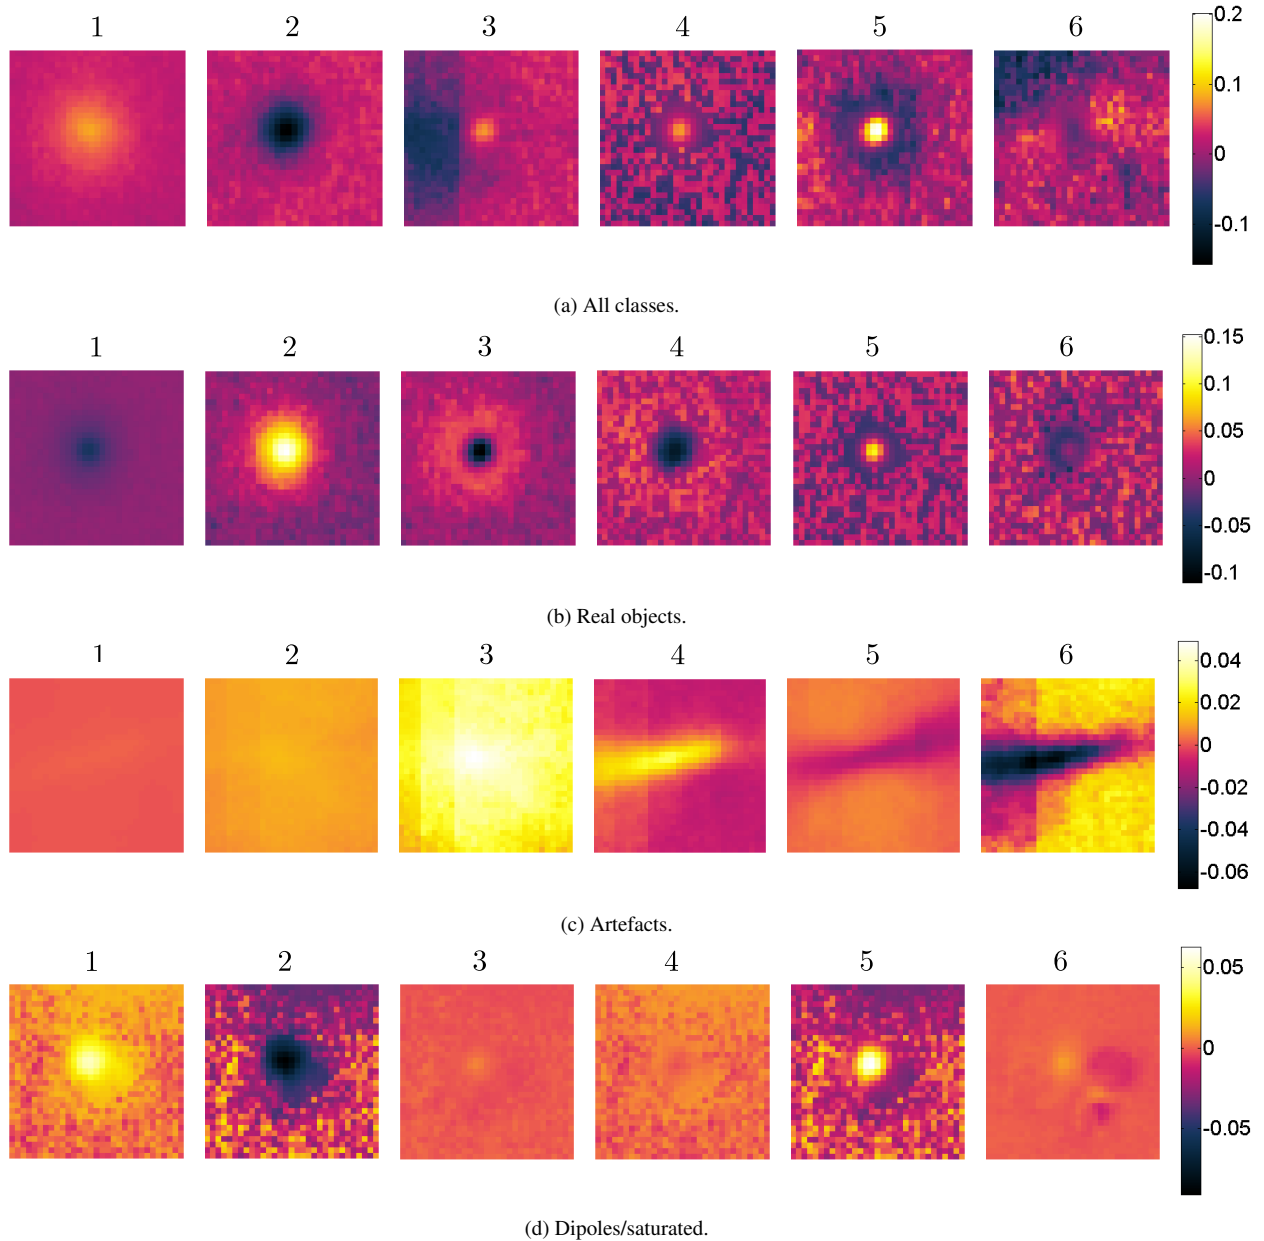 1 2 3 4 5 6
0.2
0.1
0
-0.1
(a) All classes.
1 2 3 4 5 6
0.15
0.1
0.05
0
-0.05
-0.1
(b) Real objects.
1 2 3 4 5 6
0.04
0.02
0
-0.02
-0.04
-0.06
(c) Artefacts.
1 2 3 4 5 6
0.05
0
-0.05
(d) Dipoles/saturated.